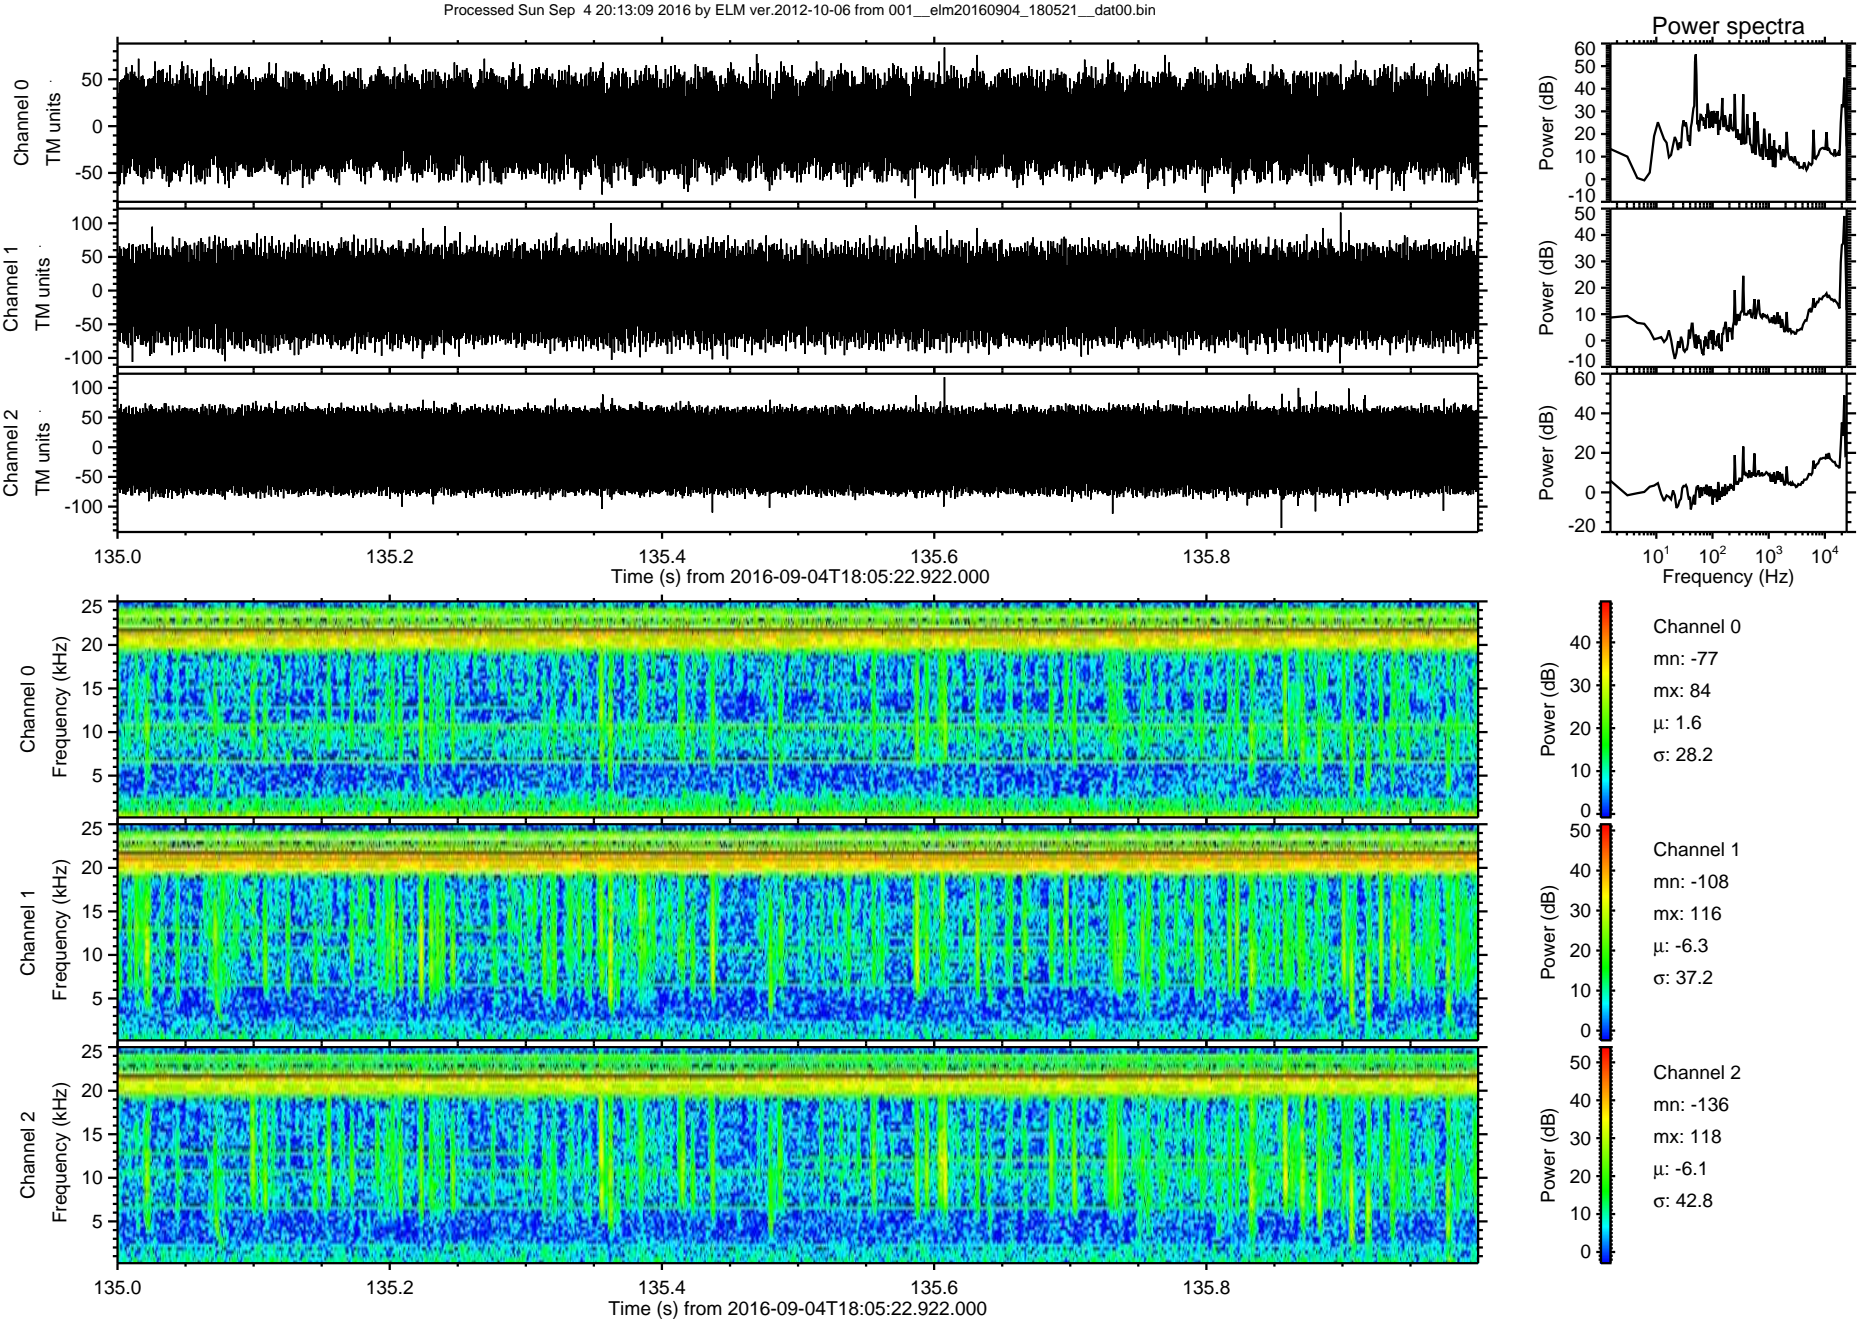 Processed Sun Sep 4 20:13:09 2016 by ELM ver.2012-10-06 from 001__elm20160904_180521__dat00.bin
Power spectra
Channel 0
TM units
50
0
-50
Power (dB)
60
50
40
30
20
10
0
-10
Channel 1
TM units
100
50
0
-50
-100
Power (dB)
50
40
30
20
10
0
-10
Channel 2
TM units
100
50
0
-50
-100
Power (dB)
60
40
20
0
-20
135.0 135.2 135.4 135.6 135.8
Time (s) from 2016-09-04T18:05:22.922.000
10¹ 10² 10³ 10⁴
Frequency (Hz)
Channel 0
Frequency (kHz)
25
20
15
10
5
Power (dB)
40
30
20
10
0
Channel 0
mn: -77
mx: 84
μ: 1.6
σ: 28.2
Channel 1
Frequency (kHz)
25
20
15
10
5
Power (dB)
50
40
30
20
10
0
Channel 1
mn: -108
mx: 116
μ: -6.3
σ: 37.2
Channel 2
Frequency (kHz)
25
20
15
10
5
Power (dB)
50
40
30
20
10
0
Channel 2
mn: -136
mx: 118
μ: -6.1
σ: 42.8
135.0 135.2 135.4 135.6 135.8
Time (s) from 2016-09-04T18:05:22.922.000